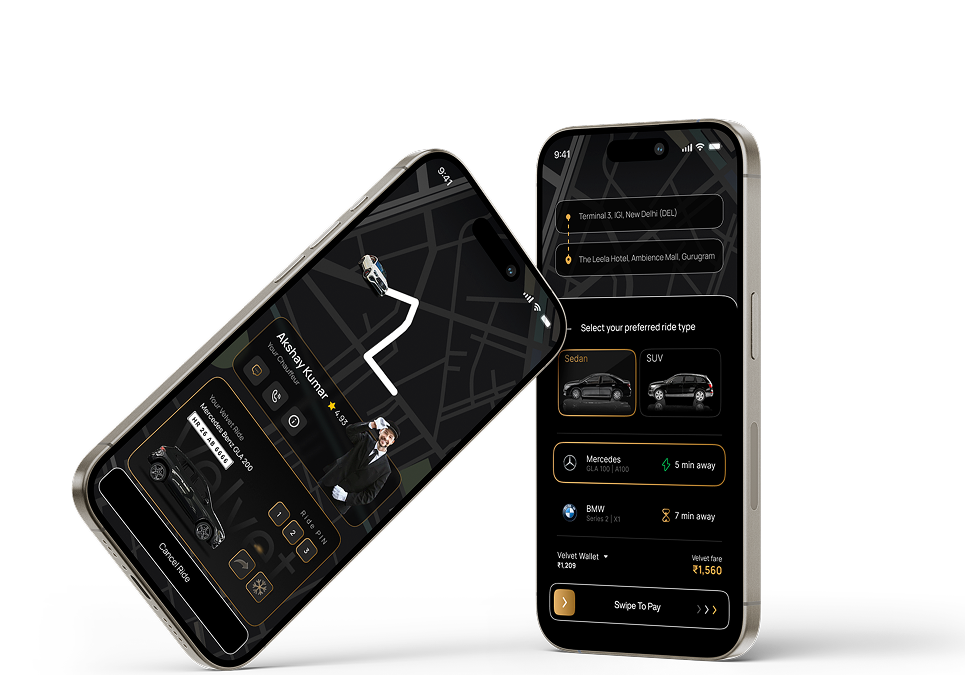 9:41
Akshay Kumar
4.93
Your Chauffeur
Your Velvet Ride
Mercedes Benz GLA 200
HR 26 AB 6666
Ride PIN
1
2
3
Cancel Ride
9:41
Terminal 3, IGI, New Delhi (DEL)
The Leela Hotel, Ambience Mall, Gurugram
Select your preferred ride type
Sedan
SUV
Mercedes
GLA 100 | A100
5 min away
BMW
Series 2 | X1
7 min away
Velvet Wallet
₹1,209
Velvet fare
₹1,560
Swipe To Pay